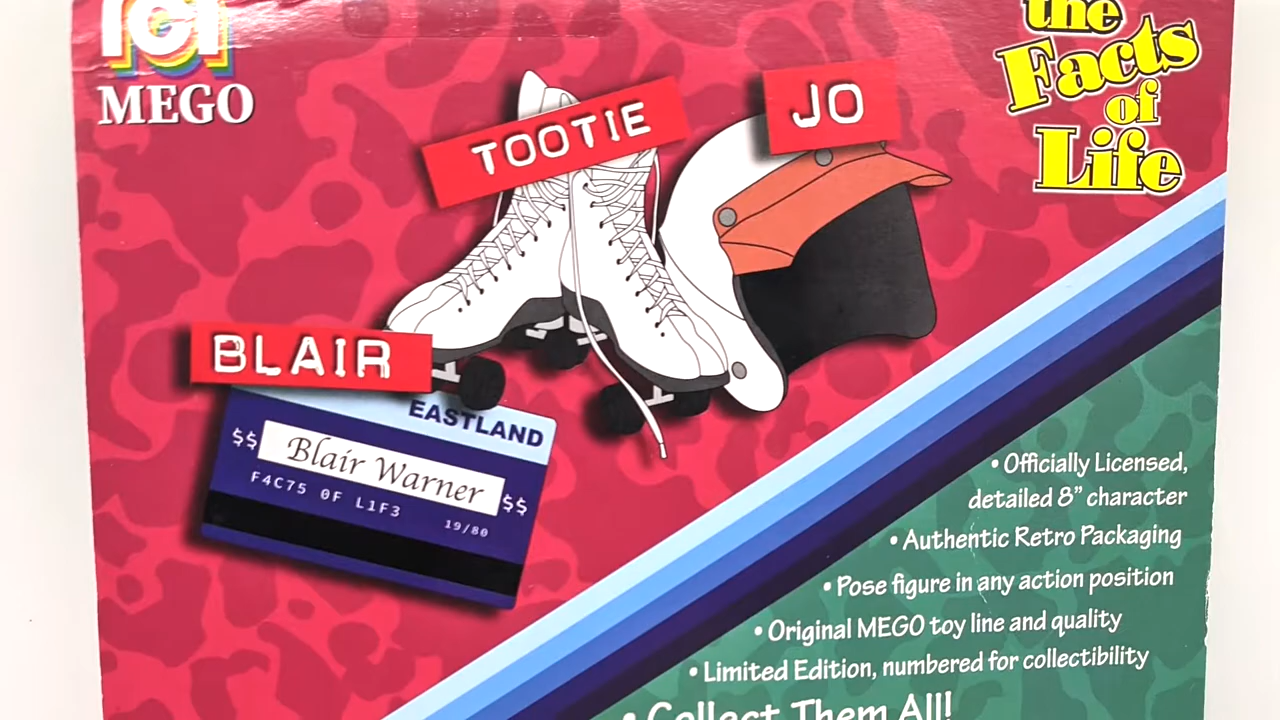 MEGO
the
Facts
of
Life
TOOTIE
JO
BLAIR
EASTLAND
$$ Blair Warner $$
F4C75 0F L1F3
19/80
• Officially Licensed,
detailed 8” character
• Authentic Retro Packaging
• Pose figure in any action position
• Original MEGO toy line and quality
• Limited Edition, numbered for collectibility
• Collect Them All!